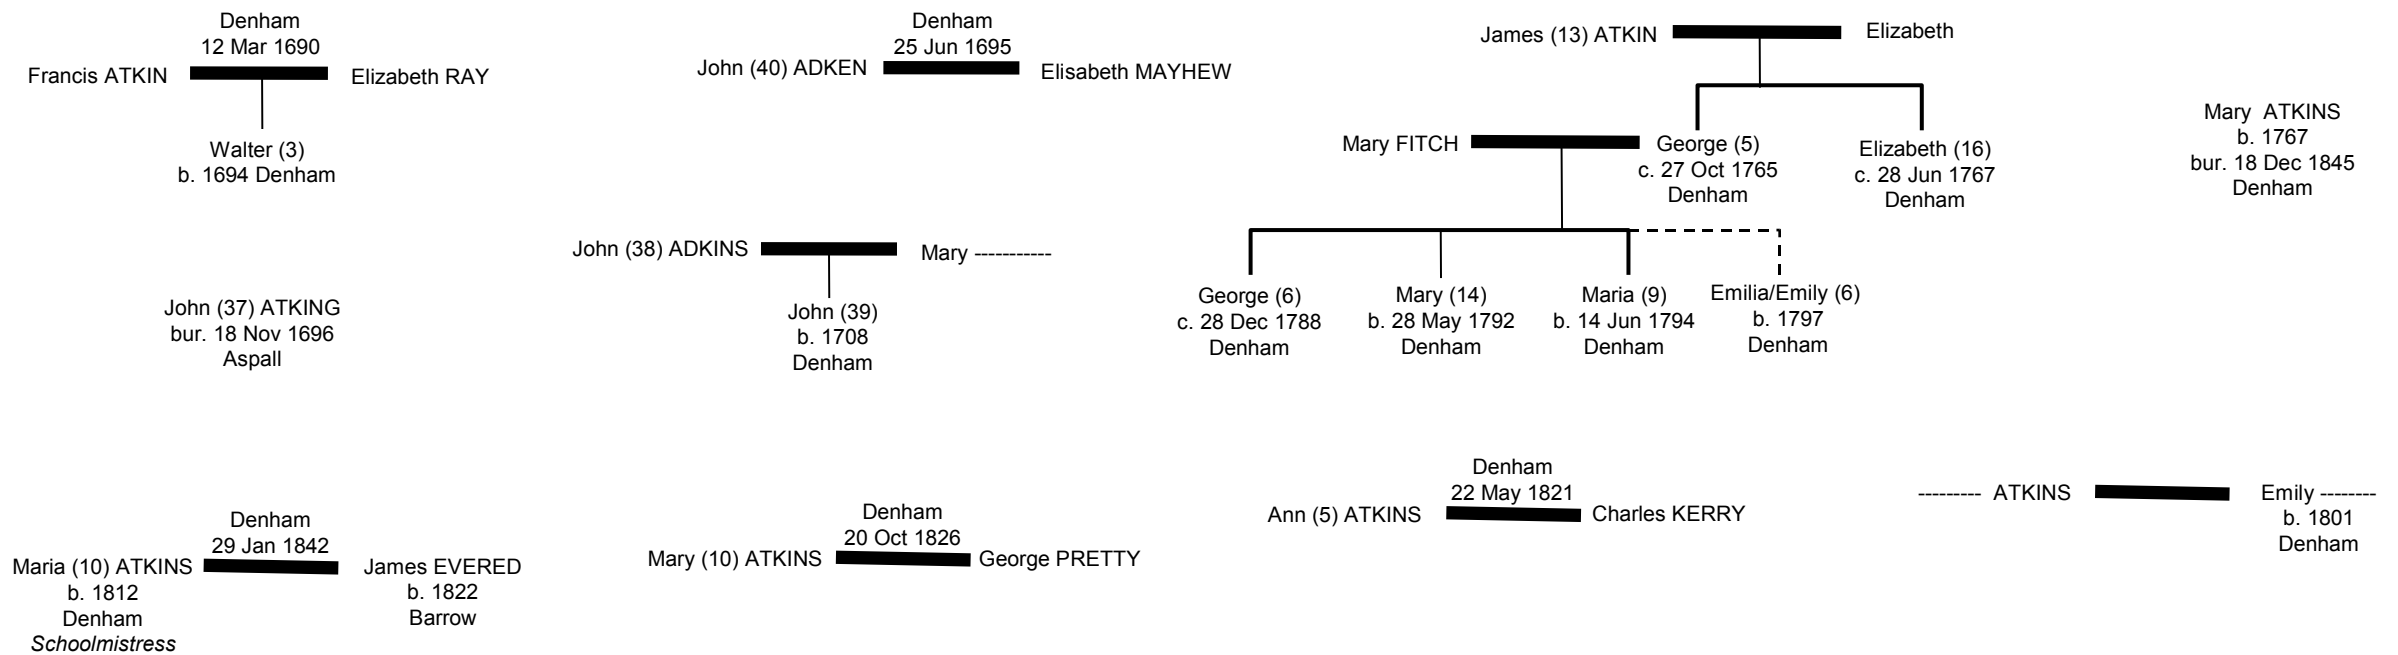 Denham
12 Mar 1690
Francis ATKIN
Elizabeth RAY
Walter (3)
b. 1694 Denham
Denham
25 Jun 1695
John (40) ADKEN
Elisabeth MAYHEW
James (13) ATKIN
Elizabeth
Mary FITCH
George (5)
c. 27 Oct 1765
Denham
Elizabeth (16)
c. 28 Jun 1767
Denham
Mary ATKINS
b. 1767
bur. 18 Dec 1845
Denham
John (37) ATKING
bur. 18 Nov 1696
Aspall
John (38) ADKINS
Mary -----------
John (39)
b. 1708
Denham
George (6)
c. 28 Dec 1788
Denham
Mary (14)
b. 28 May 1792
Denham
Maria (9)
b. 14 Jun 1794
Denham
Emilia/Emily (6)
b. 1797
Denham
Denham
29 Jan 1842
Maria (10) ATKINS
b. 1812
Denham
Schoolmistress
James EVERED
b. 1822
Barrow
Denham
20 Oct 1826
Mary (10) ATKINS
George PRETTY
Denham
22 May 1821
Ann (5) ATKINS
Charles KERRY
--------- ATKINS
Emily --------
b. 1801
Denham